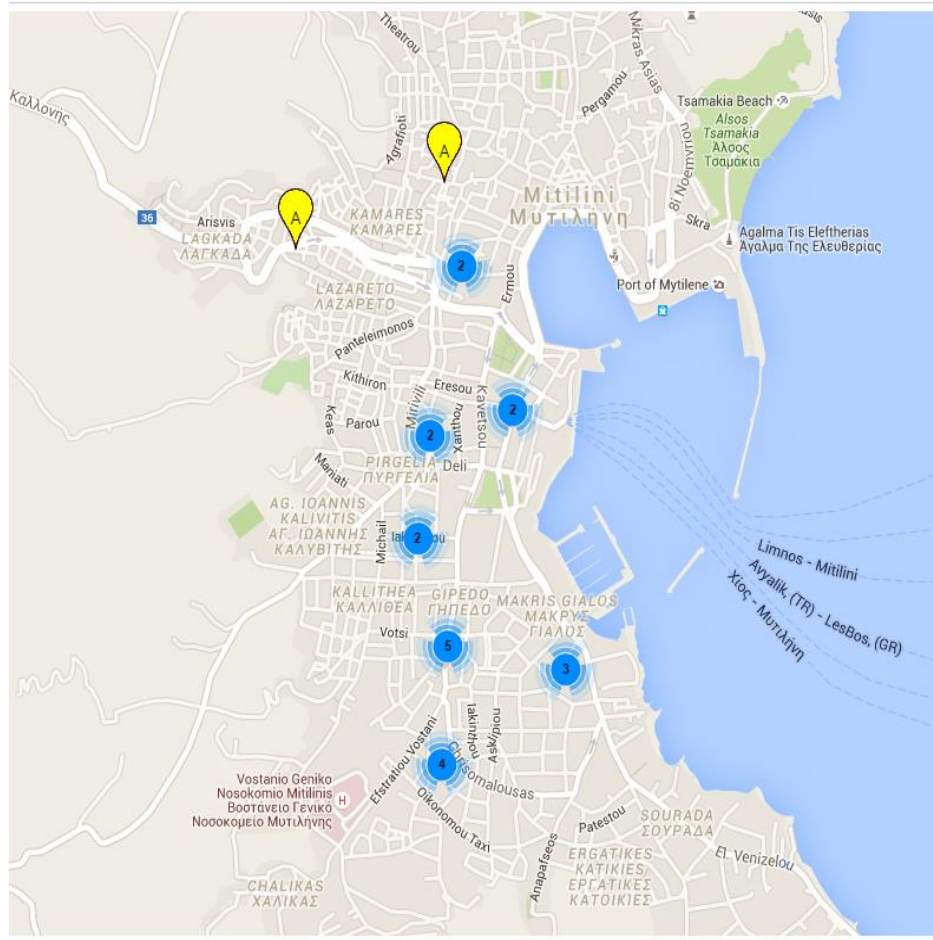 Theatrou
Καλλονής
Agrafioti
Mikras Asias
Pergamou
Tsamakia Beach
Alsos
Tsamakia
Άλσος
Τσαμάκια
A
A
Mitilini
Μυτιλήνη
8i Noemvriou
36
Arisvis
LAGKADA
ΛΑΓΚΑΔΑ
KAMARES
ΚΑΜΑΡΕΣ
Skra
Agalma Tis Eleftherias
Άγαλμα Της Ελευθερίας
2
Ermou
Port of Mytilene
LAZARETO
ΛΑΖΑΡΕΤΟ
Panteleimonos
Kithiron
Eresou
Keas
Parou
Mirivili
Xanthou
Kavetsou
2
2
PIRGELIA
ΠΥΡΓΕΛΙΑ
Deli
Maniati
AG. IOANNIS
KALIVITIS
ΑΓ. ΙΩΑΝΝΗΣ
ΚΑΛΥΒΙΤΗΣ
Michail
2
Limnos - Mitilini
Avyalik, (TR) - LesBos, (GR)
Χίος - Μυτιλήνη
KALLITHEA
ΚΑΛΛΙΘΕΑ
GIPEDO
ΓΗΠΕΔΟ
MAKRIS GIALOS
ΜΑΚΡΥΣ
ΓΙΑΛΟΣ
Votsi
5
3
Iakinthou
Asklipiou
Efstratiou Vostani
4
Chrisomalousas
Vostanio Geniko
Nosokomio Mitilinis
Βοστάνειο Γενικό
Νοσοκομείο Μυτιλήνης
H
Oikonomou Taxi
Patestou
SOURADA
ΣΟΥΡΑΔΑ
Anapafseos
ERGATIKES
KATIKIES
ΕΡΓΑΤΙΚΕΣ
ΚΑΤΟΙΚΙΕΣ
El. Venizelou
CHALIKAS
ΧΑΛΙΚΑΣ